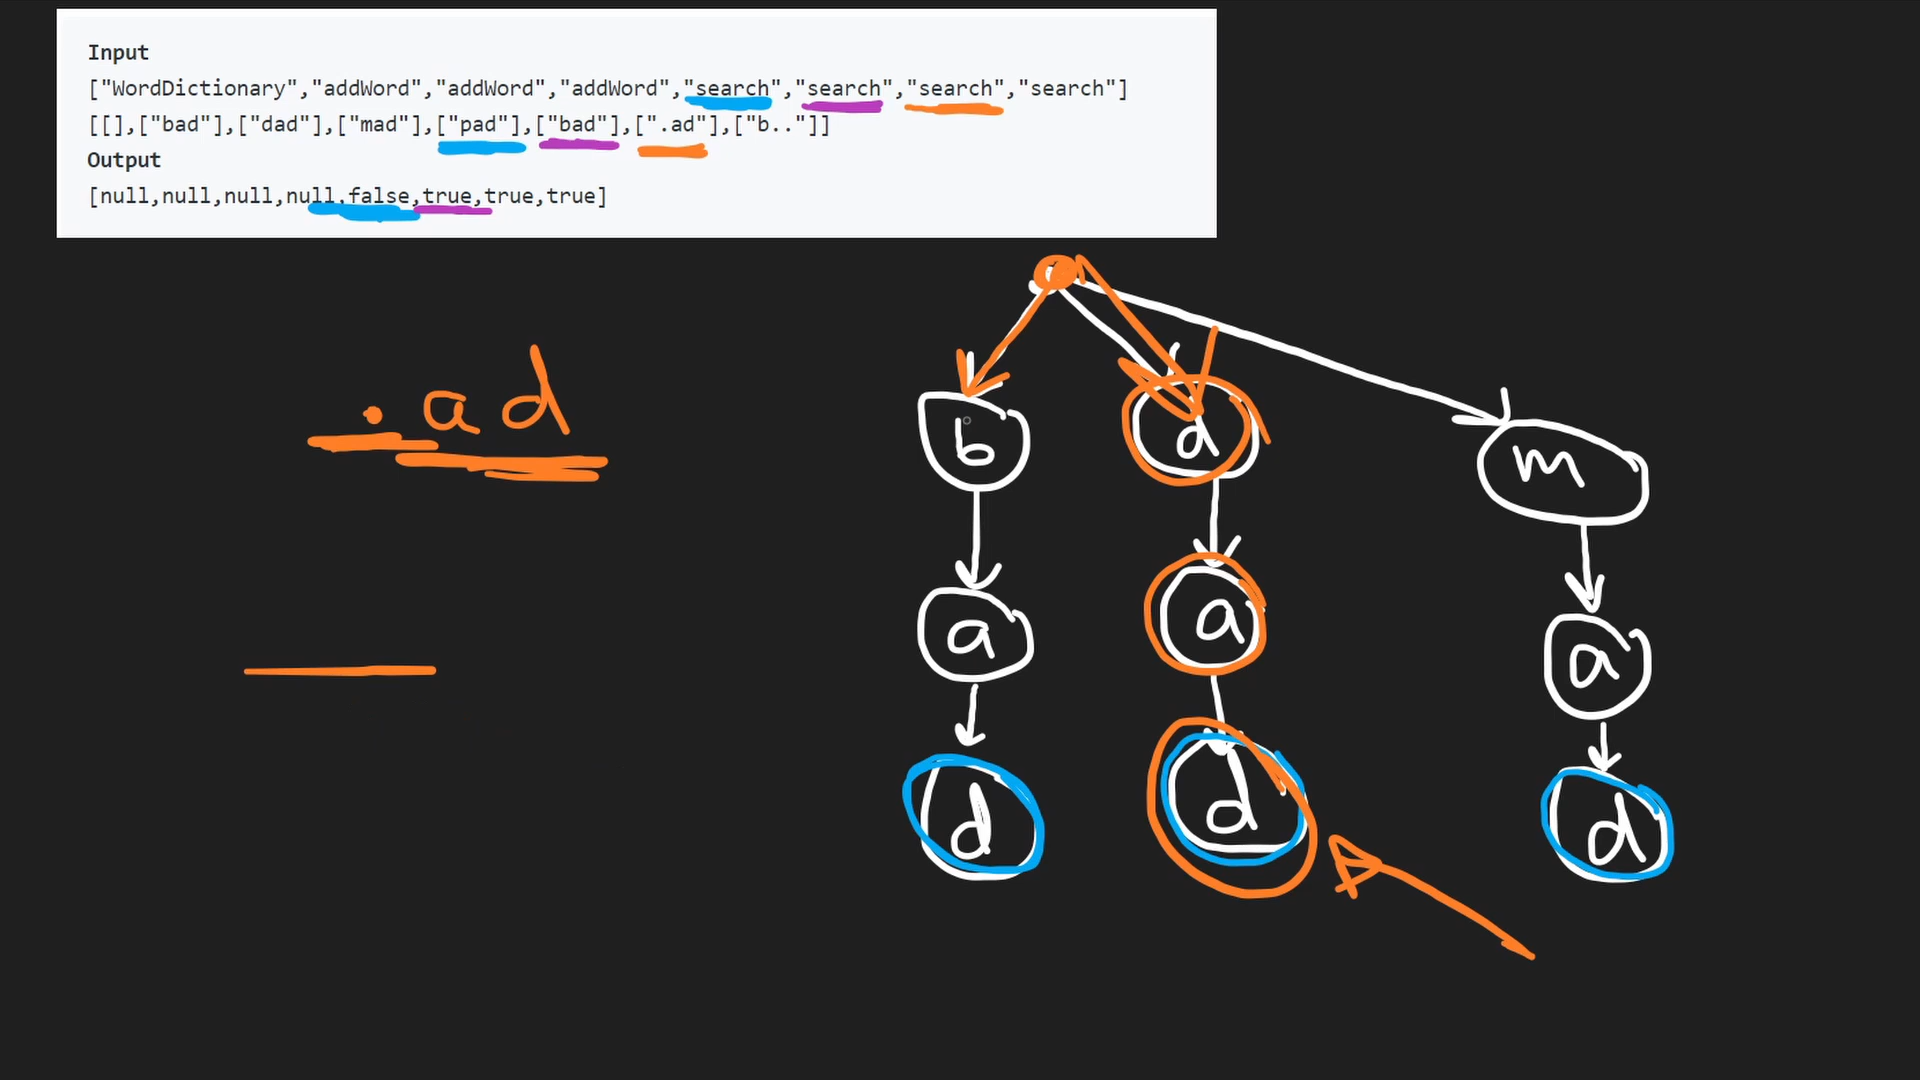 Input
["WordDictionary","addWord","addWord","addWord","search","search","search","search"]
[[],["bad"],["dad"],["mad"],["pad"],["bad"],[".ad"],["b.."]]
Output
[null,null,null,null,false,true,true,true]
.ad
b d m
a a a
d d d